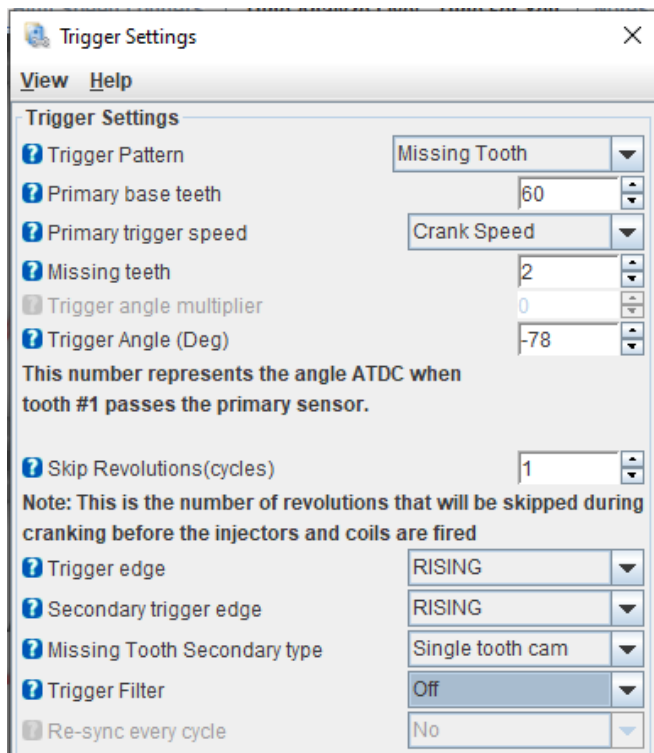 Trigger Settings
View Help
Trigger Settings
Trigger Pattern Missing Tooth
Primary base teeth 60
Primary trigger speed Crank Speed
Missing teeth 2
Trigger angle multiplier 0
Trigger Angle (Deg) -78
This number represents the angle ATDC when
tooth #1 passes the primary sensor.
Skip Revolutions(cycles) 1
Note: This is the number of revolutions that will be skipped during
cranking before the injectors and coils are fired
Trigger edge RISING
Secondary trigger edge RISING
Missing Tooth Secondary type Single tooth cam
Trigger Filter Off
Re-sync every cycle No